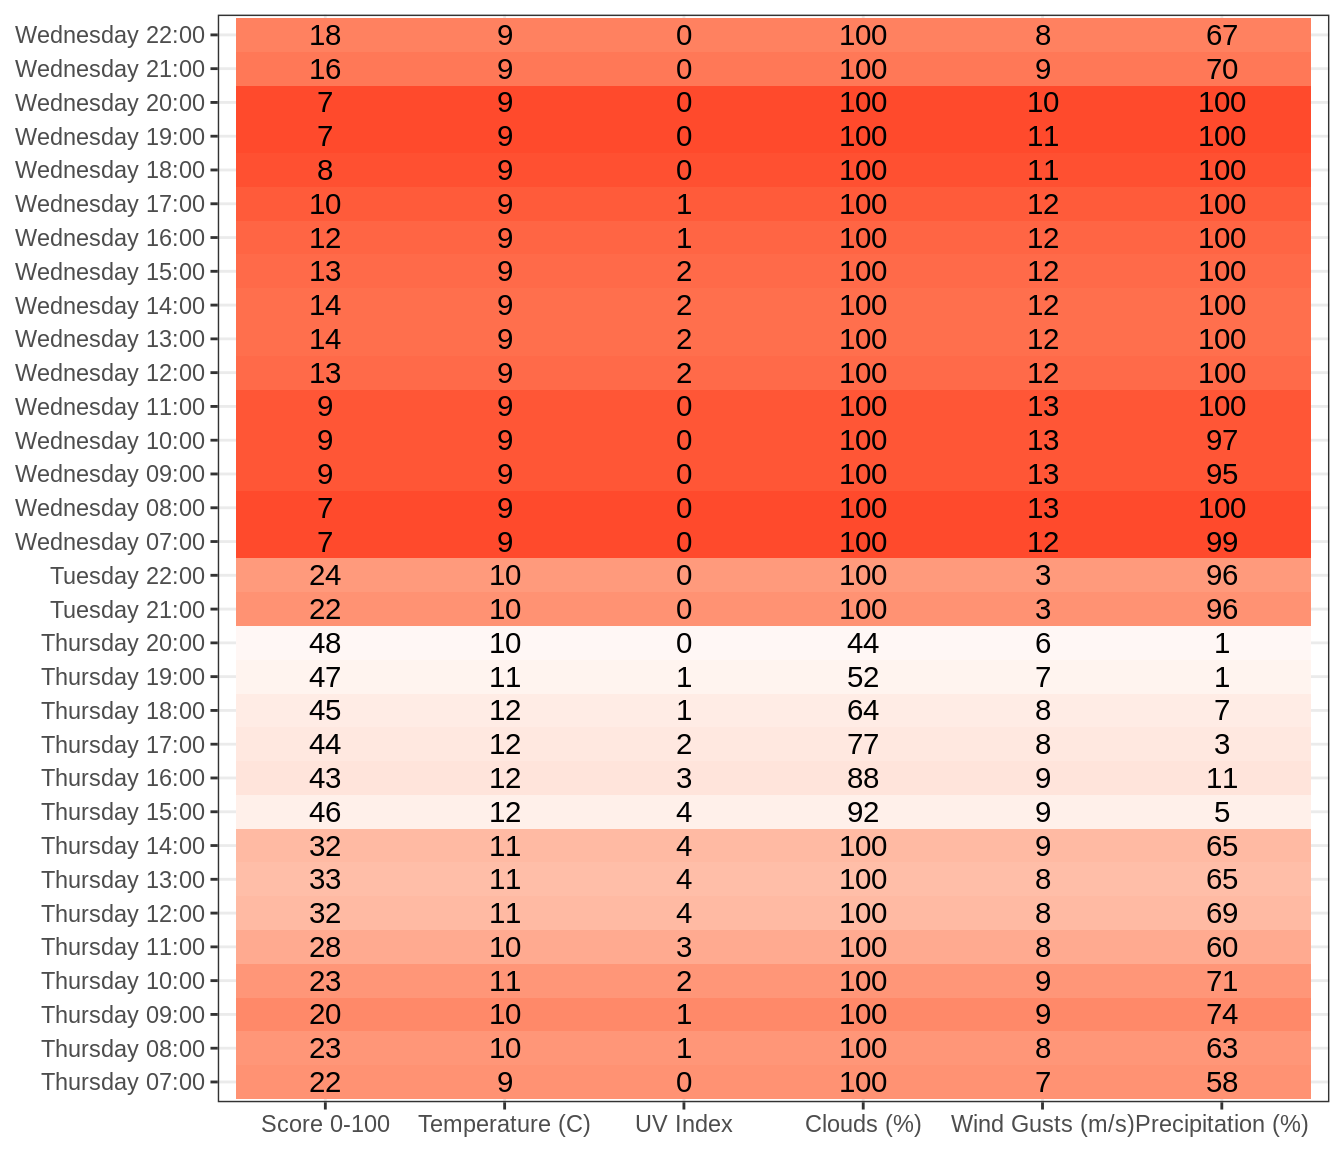 Wednesday 22:00 18 9 0 100 8 67
Wednesday 21:00 16 9 0 100 9 70
Wednesday 20:00 7 9 0 100 10 100
Wednesday 19:00 7 9 0 100 11 100
Wednesday 18:00 8 9 0 100 11 100
Wednesday 17:00 10 9 1 100 12 100
Wednesday 16:00 12 9 1 100 12 100
Wednesday 15:00 13 9 2 100 12 100
Wednesday 14:00 14 9 2 100 12 100
Wednesday 13:00 14 9 2 100 12 100
Wednesday 12:00 13 9 2 100 12 100
Wednesday 11:00 9 9 0 100 13 100
Wednesday 10:00 9 9 0 100 13 97
Wednesday 09:00 9 9 0 100 13 95
Wednesday 08:00 7 9 0 100 13 100
Wednesday 07:00 7 9 0 100 12 99
Tuesday 22:00 24 10 0 100 3 96
Tuesday 21:00 22 10 0 100 3 96
Thursday 20:00 48 10 0 44 6 1
Thursday 19:00 47 11 1 52 7 1
Thursday 18:00 45 12 1 64 8 7
Thursday 17:00 44 12 2 77 8 3
Thursday 16:00 43 12 3 88 9 11
Thursday 15:00 46 12 4 92 9 5
Thursday 14:00 32 11 4 100 9 65
Thursday 13:00 33 11 4 100 8 65
Thursday 12:00 32 11 4 100 8 69
Thursday 11:00 28 10 3 100 8 60
Thursday 10:00 23 11 2 100 9 71
Thursday 09:00 20 10 1 100 9 74
Thursday 08:00 23 10 1 100 8 63
Thursday 07:00 22 9 0 100 7 58
Score 0-100 Temperature (C) UV Index Clouds (%) Wind Gusts (m/s) Precipitation (%)